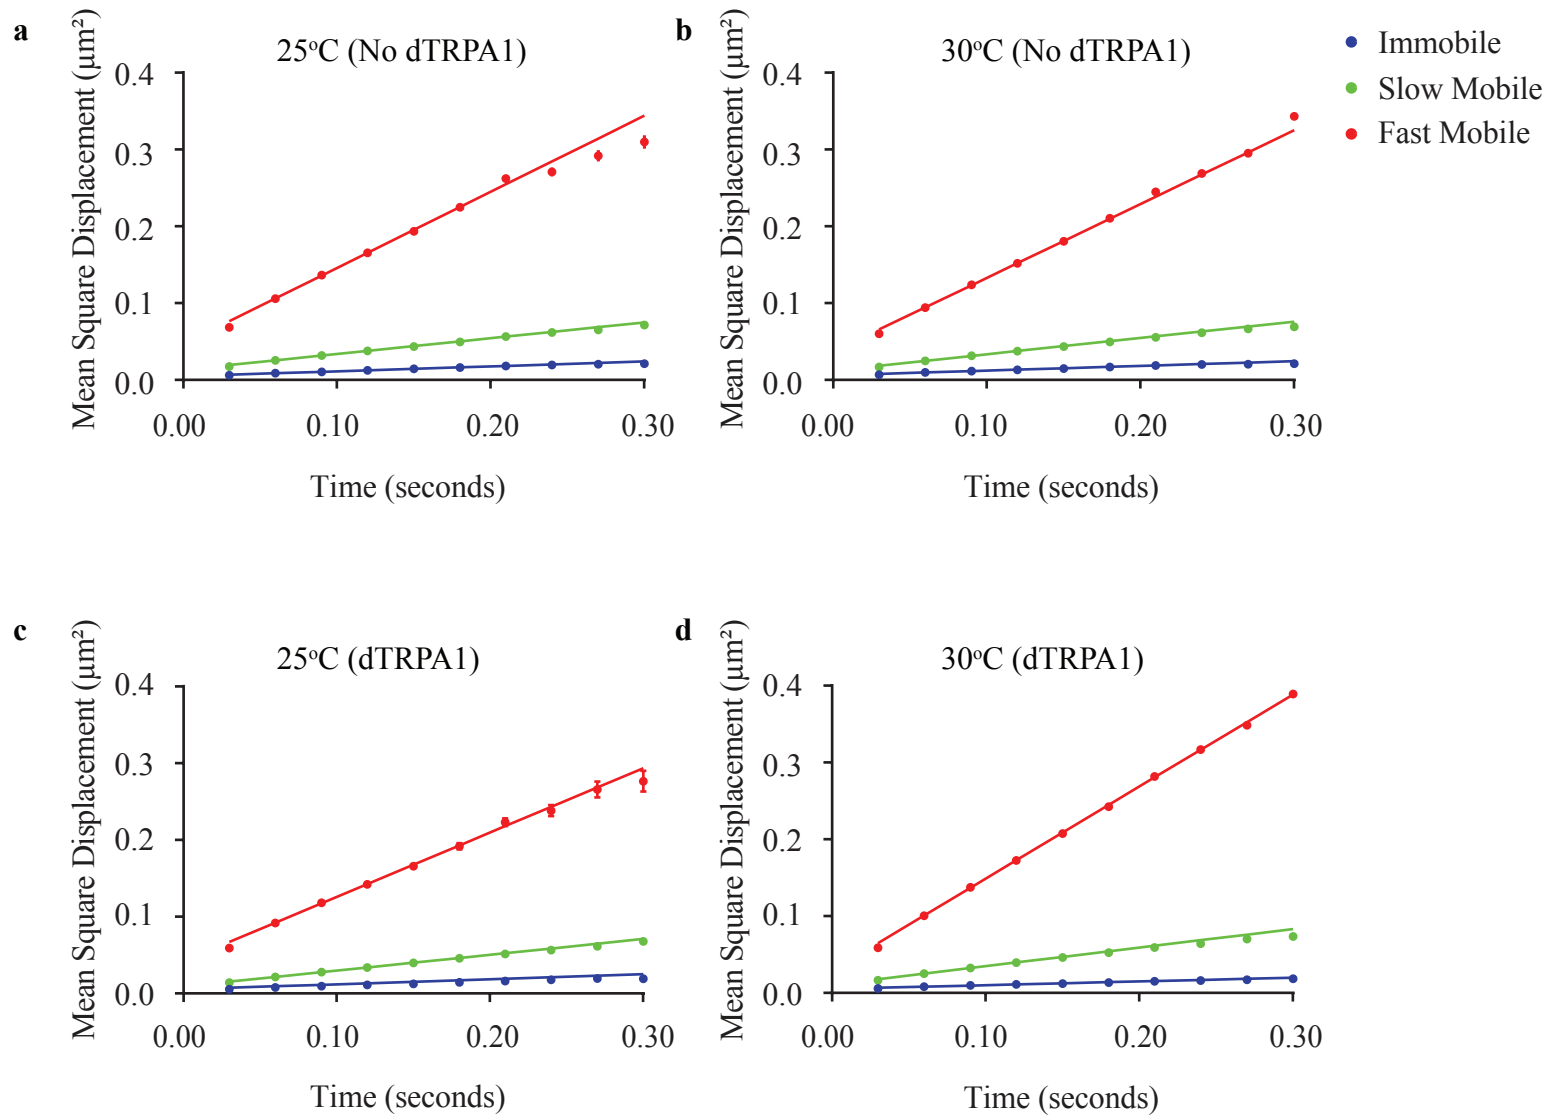 a
25°C (No dTRPA1)
Mean Square Displacement (µm²)
0.4
0.3
0.2
0.1
0.0
0.00 0.10 0.20 0.30
Time (seconds)
b
30°C (No dTRPA1)
Mean Square Displacement (µm²)
0.4
0.3
0.2
0.1
0.0
0.00 0.10 0.20 0.30
Time (seconds)
Immobile
Slow Mobile
Fast Mobile
c
25°C (dTRPA1)
Mean Square Displacement (µm²)
0.4
0.3
0.2
0.1
0.0
0.00 0.10 0.20 0.30
Time (seconds)
d
30°C (dTRPA1)
Mean Square Displacement (µm²)
0.4
0.3
0.2
0.1
0.0
0.00 0.10 0.20 0.30
Time (seconds)